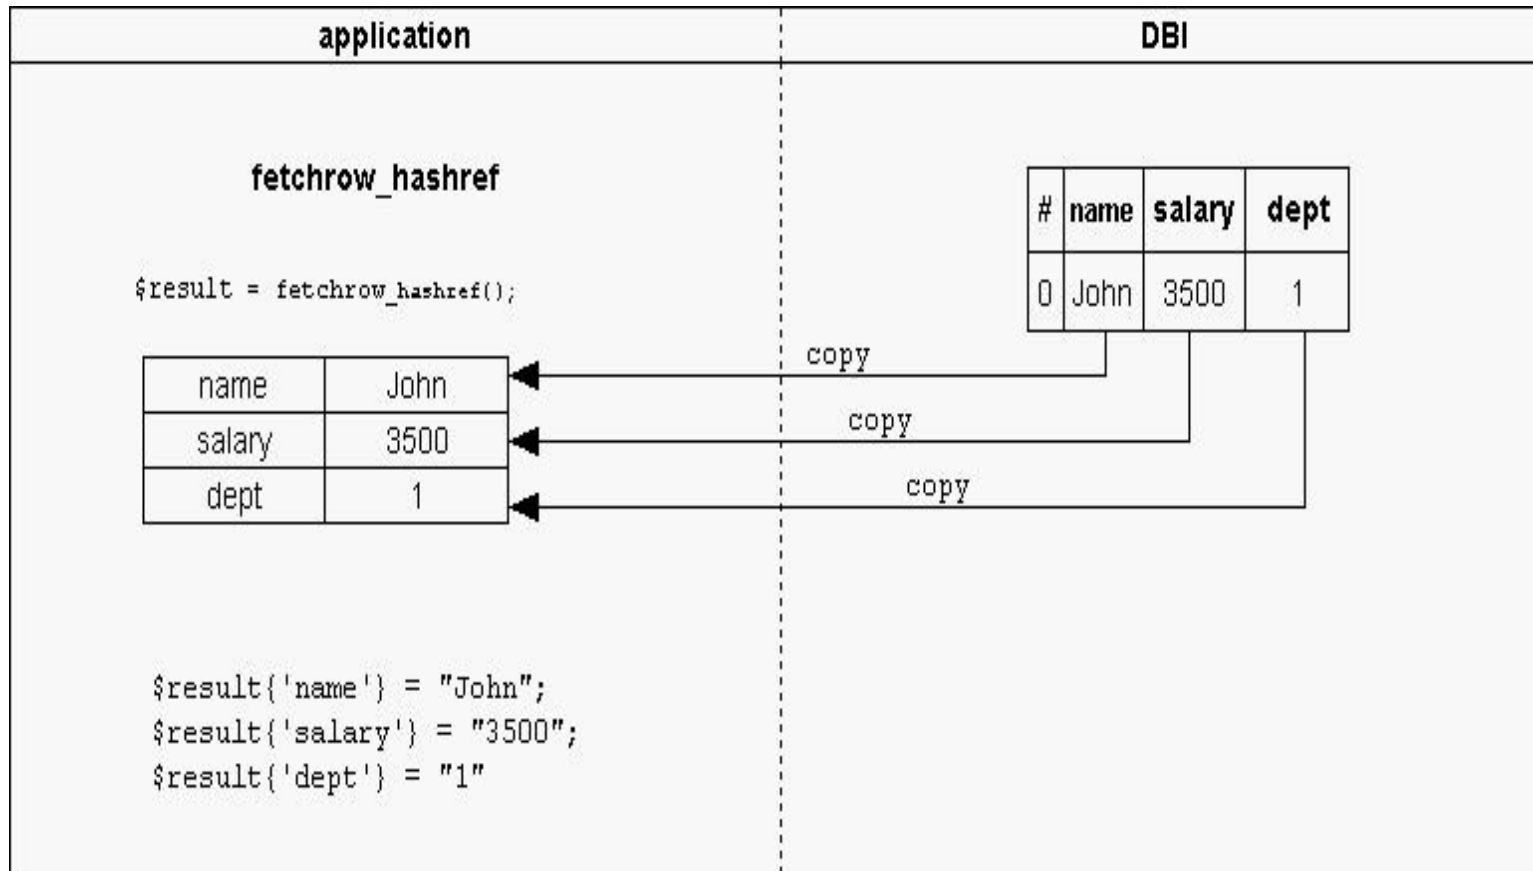 application
DBI
fetchrow_hashref
# name salary dept
0 John 3500 1
$result = fetchrow_hashref();
copy
name John
copy
salary 3500
copy
dept 1
$result{'name'} = "John";
$result{'salary'} = "3500";
$result{'dept'} = "1"